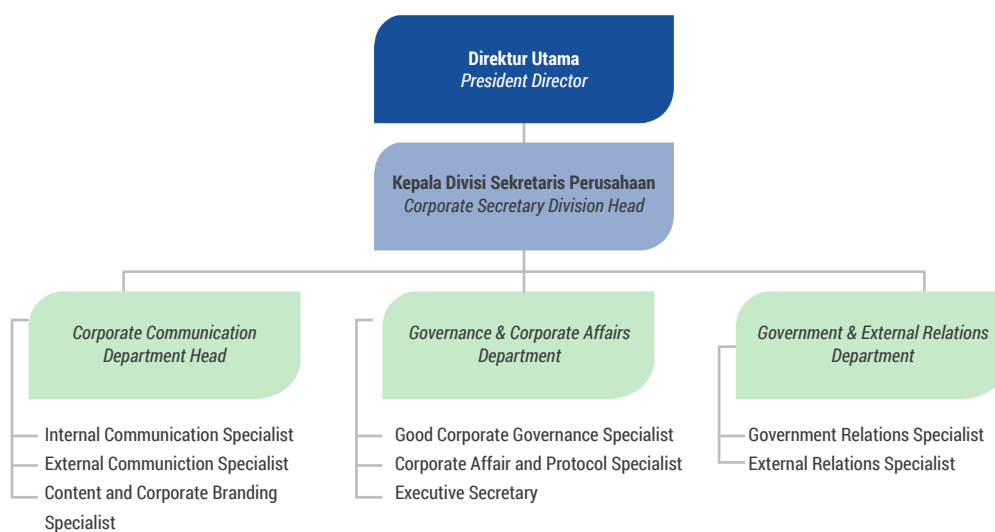 Direktur Utama
President Director
Kepala Divisi Sekretaris Perusahaan
Corporate Secretary Division Head
Corporate Communication
Department Head
Internal Communication Specialist
External Communiction Specialist
Content and Corporate Branding
Specialist
Governance & Corporate Affairs
Department
Good Corporate Governance Specialist
Corporate Affair and Protocol Specialist
Executive Secretary
Government & External Relations
Department
Government Relations Specialist
External Relations Specialist